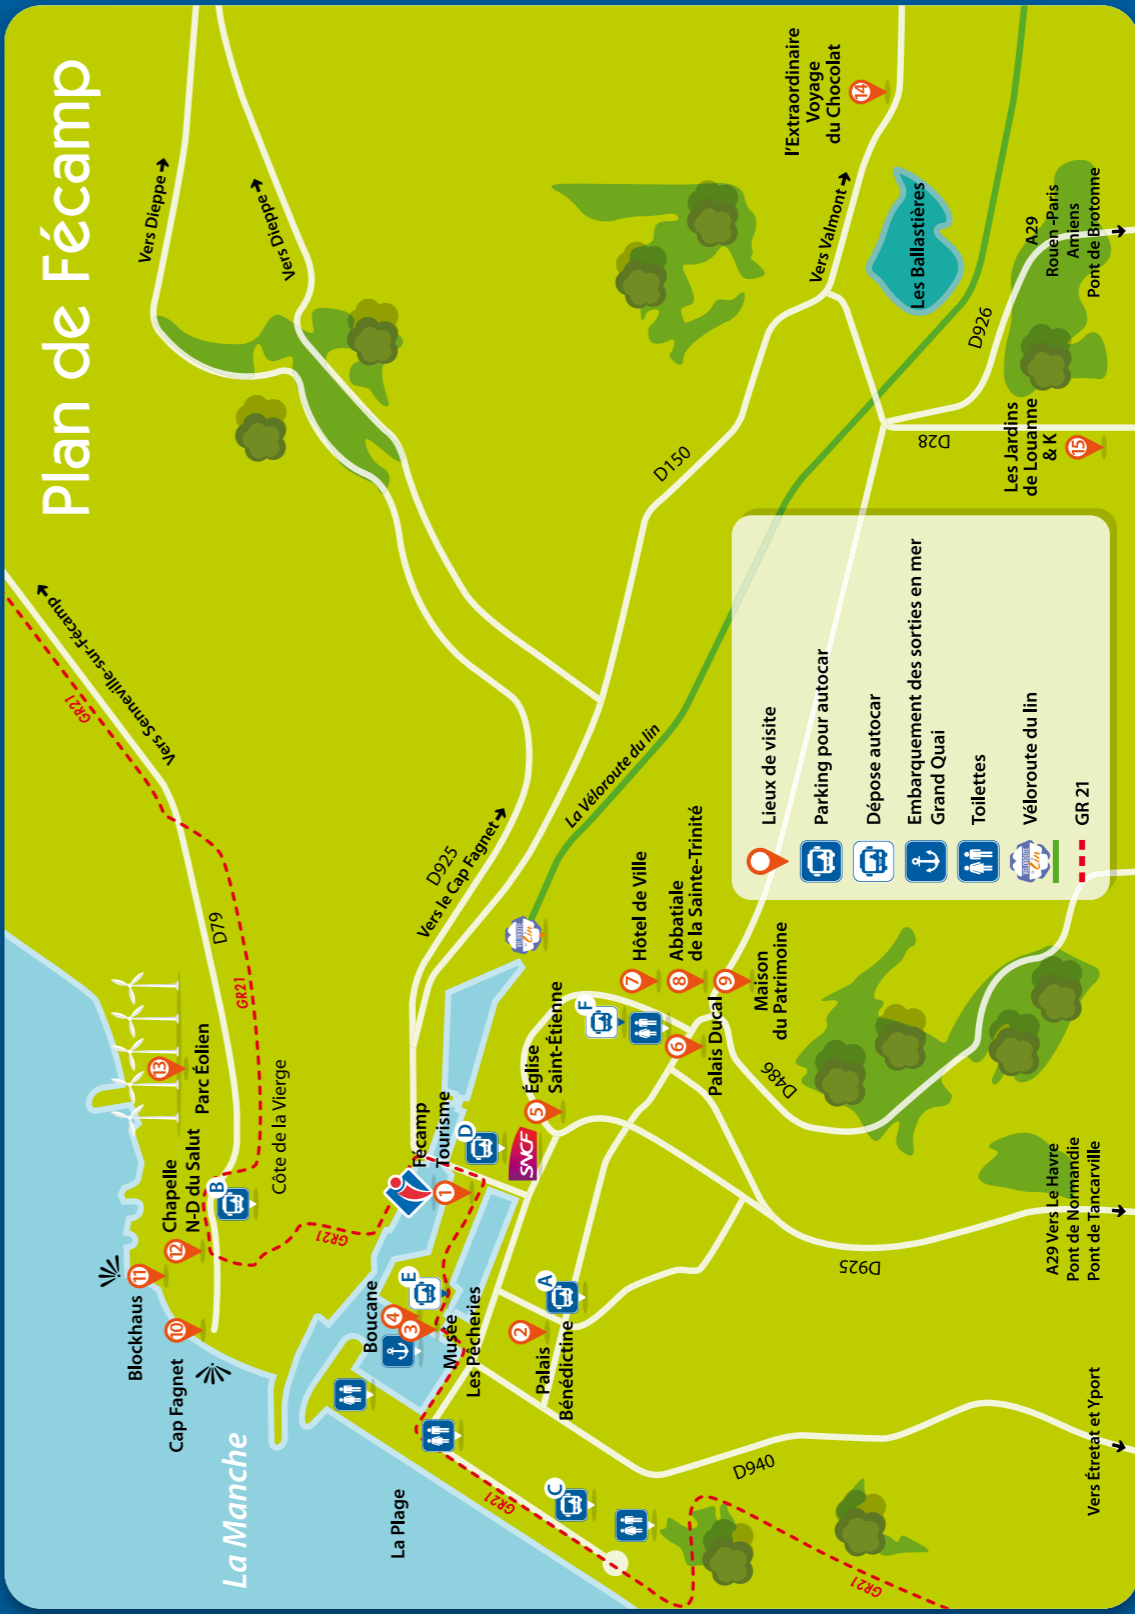 Plan de Fécamp
Vers Dieppe
Vers Dieppe
l'Extraordinaire
Voyage
du Chocolat
14
Vers Valmont
Les Ballastières
A29
Rouen -Paris
Amiens
Pont de Brotonne
D926
D28
Les Jardins
de Louanne
& K
15
D150
Vers Senneville-sur-Fécamp
GR21
D79
GR21
D925
Vers le Cap Fagnet
La Véloroute du lin
Lin
Parc Éolien
13
Côte de la Vierge
Chapelle
N-D du Salut
12
B
Blockhaus
11
Cap Fagnet
10
La Manche
GR21
Fécamp
Tourisme
1
D
SNCF
Église
Saint-Étienne
5
F
Hôtel de Ville
7
Abbatiale
de la Sainte-Trinité
8
9
Maison
du Patrimoine
6
Palais Ducal
D486
Boucane
4
E
3
Musée
Les Pêcheries
2
Palais
Bénédictine
A
La Plage
GR21
C
D940
D925
GR21
A29 Vers Le Havre
Pont de Normandie
Pont de Tancarville
Vers Étretat et Yport
Lieux de visite
Parking pour autocar
Dépose autocar
Embarquement des sorties en mer
Grand Quai
Toilettes
Lin
Véloroute du lin
GR 21